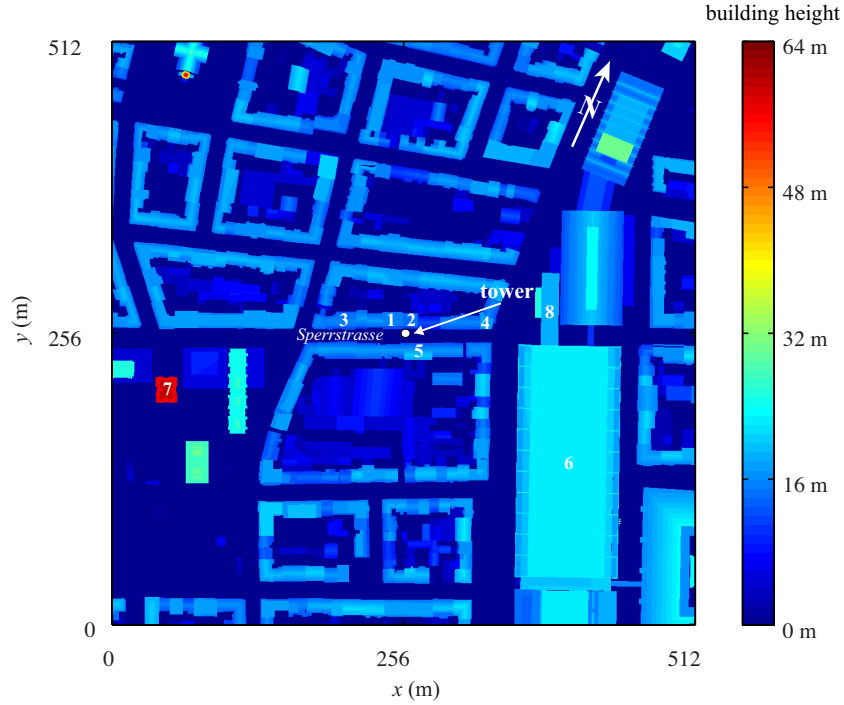 building height
512
64 m
N
48 m
tower
8
3
1
2
4
Sperrstrasse
256
32 m
y (m)
5
7
6
16 m
0
0 m
0
256
512
x (m)